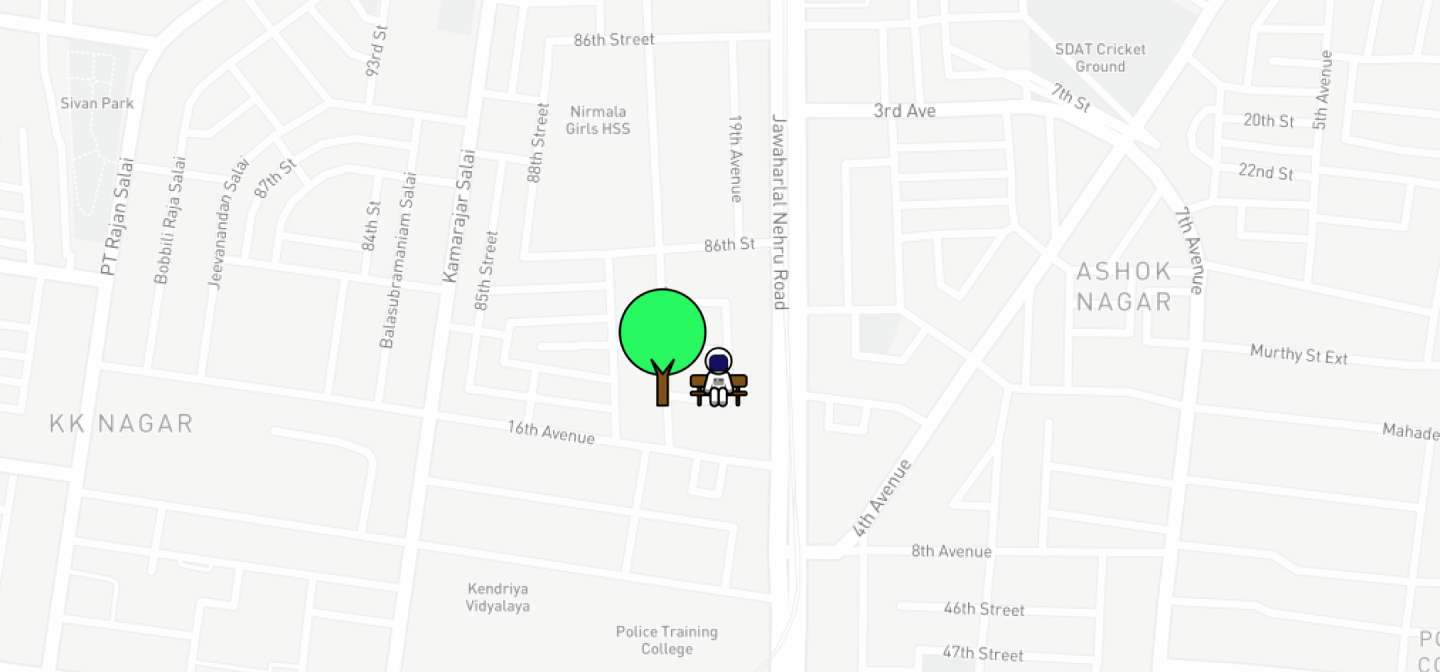 86th Street
93rd St
SDAT Cricket
Ground
Sivan Park
Nirmala
Girls HSS
88th Street
19th Avenue
Jawaharlal Nehru Road
3rd Ave
7th St
20th St
5th Avenue
22nd St
PT Rajan Salai
Bobbili Raja Salai
Jeevanandan Salai
87th St
84th St
Balasubramaniam Salai
Kamarajar Salai
85th Street
86th St
7th Avenue
ASHOK
NAGAR
Murthy St Ext
KK NAGAR
16th Avenue
Mahade
4th Avenue
8th Avenue
Kendriya
Vidyalaya
46th Street
Police Training
College
47th Street
PO
CO